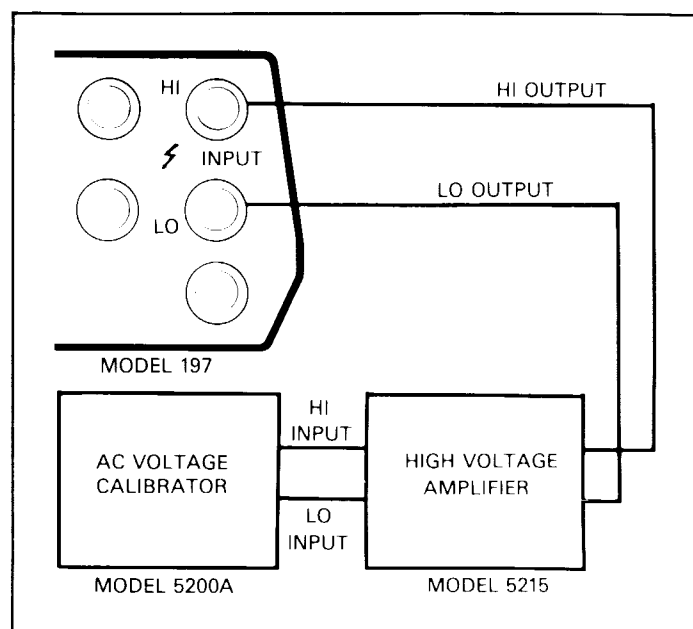 HI
HI OUTPUT
INPUT
LO OUTPUT
LO
MODEL 197
HI
INPUT
AC VOLTAGE
CALIBRATOR
HIGH VOLTAGE
AMPLIFIER
LO
INPUT
MODEL 5200A
MODEL 5215